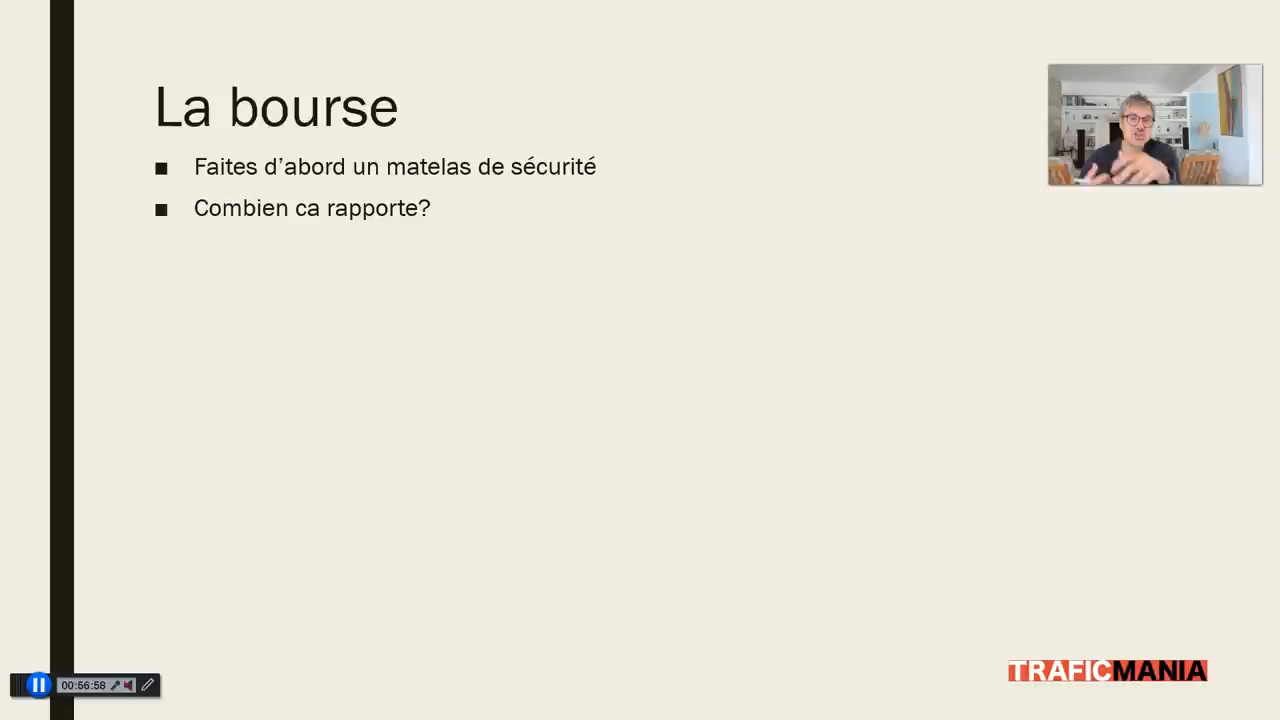 La bourse
Faites d’abord un matelas de sécurité
Combien ca rapporte?
00:56:58
TRAFICMANIA